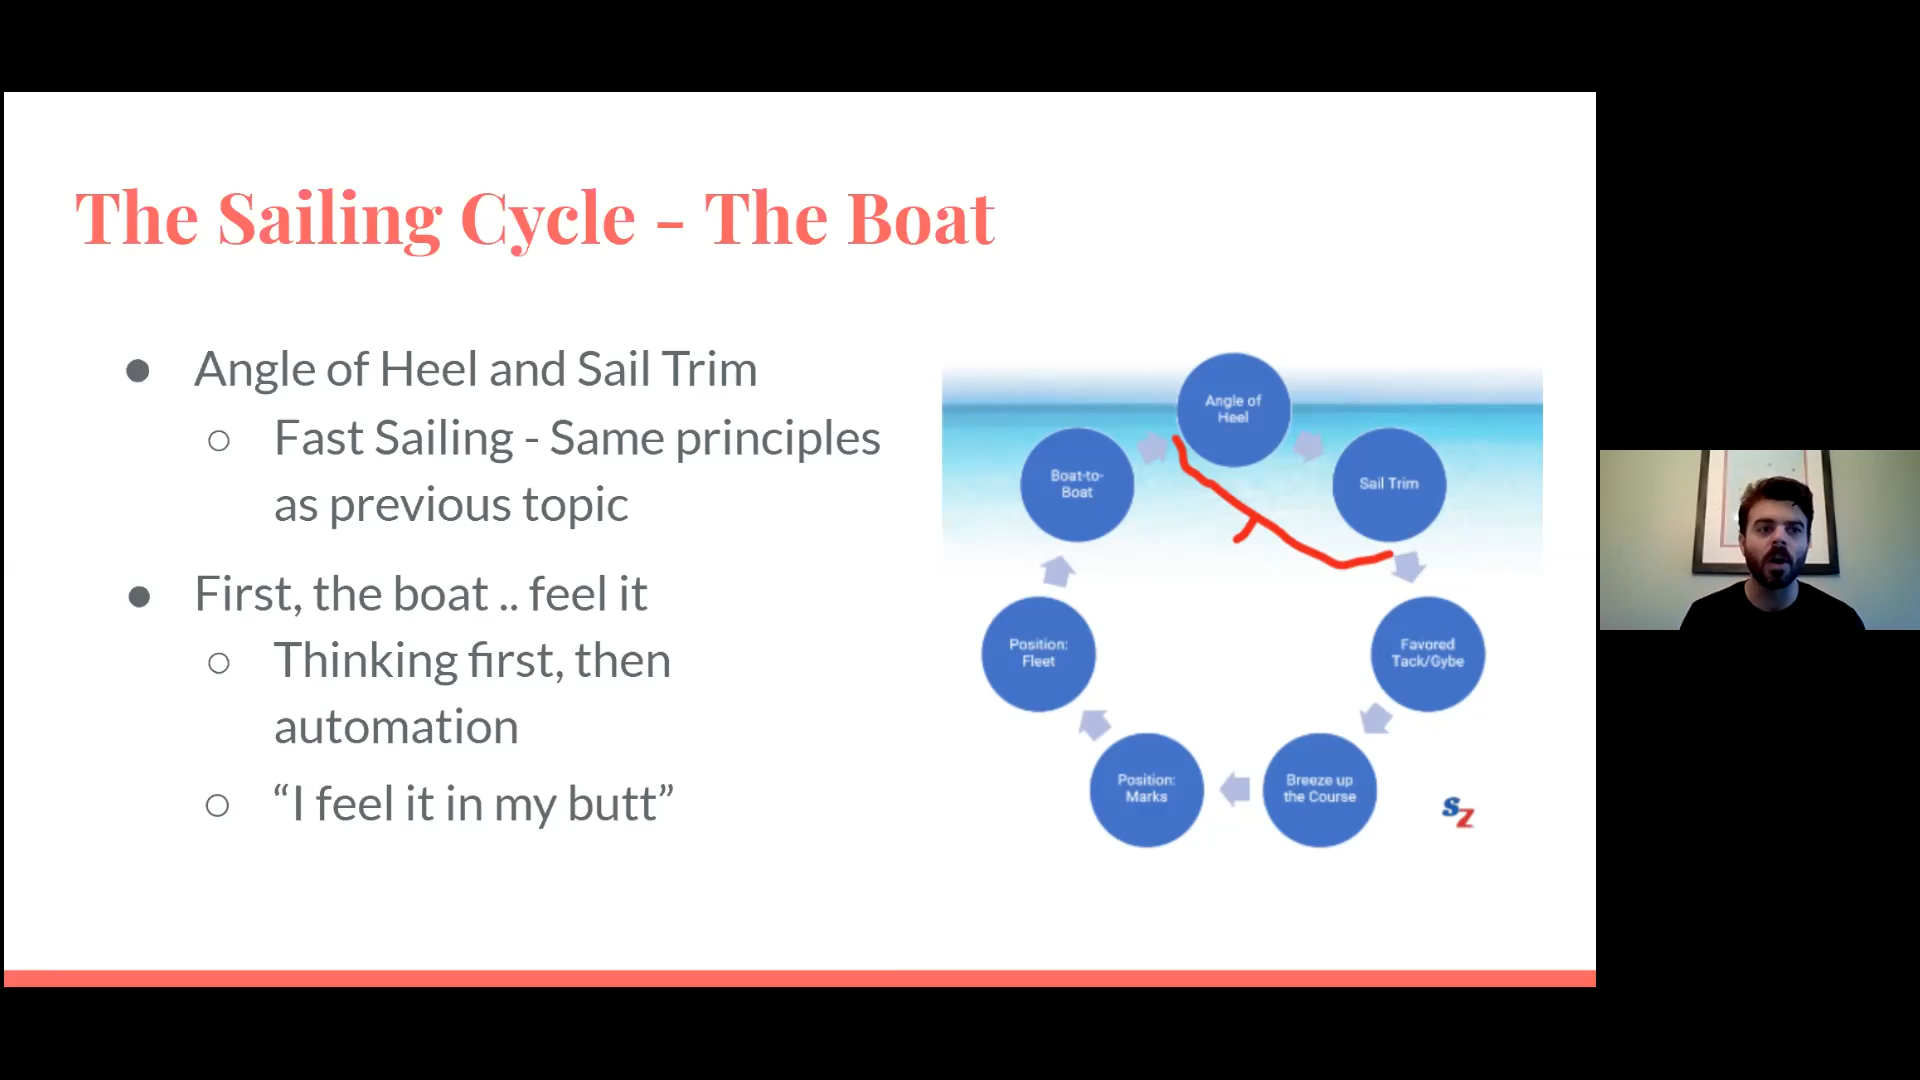 The Sailing Cycle - The Boat
● Angle of Heel and Sail Trim
○ Fast Sailing - Same principles
as previous topic
● First, the boat .. feel it
○ Thinking first, then
automation
○ “I feel it in my butt”
Angle of
Heel
Sail Trim
Favored
Tack/Gybe
Breeze up
the Course
Position:
Marks
Position:
Fleet
Boat-to-
Boat
SZ